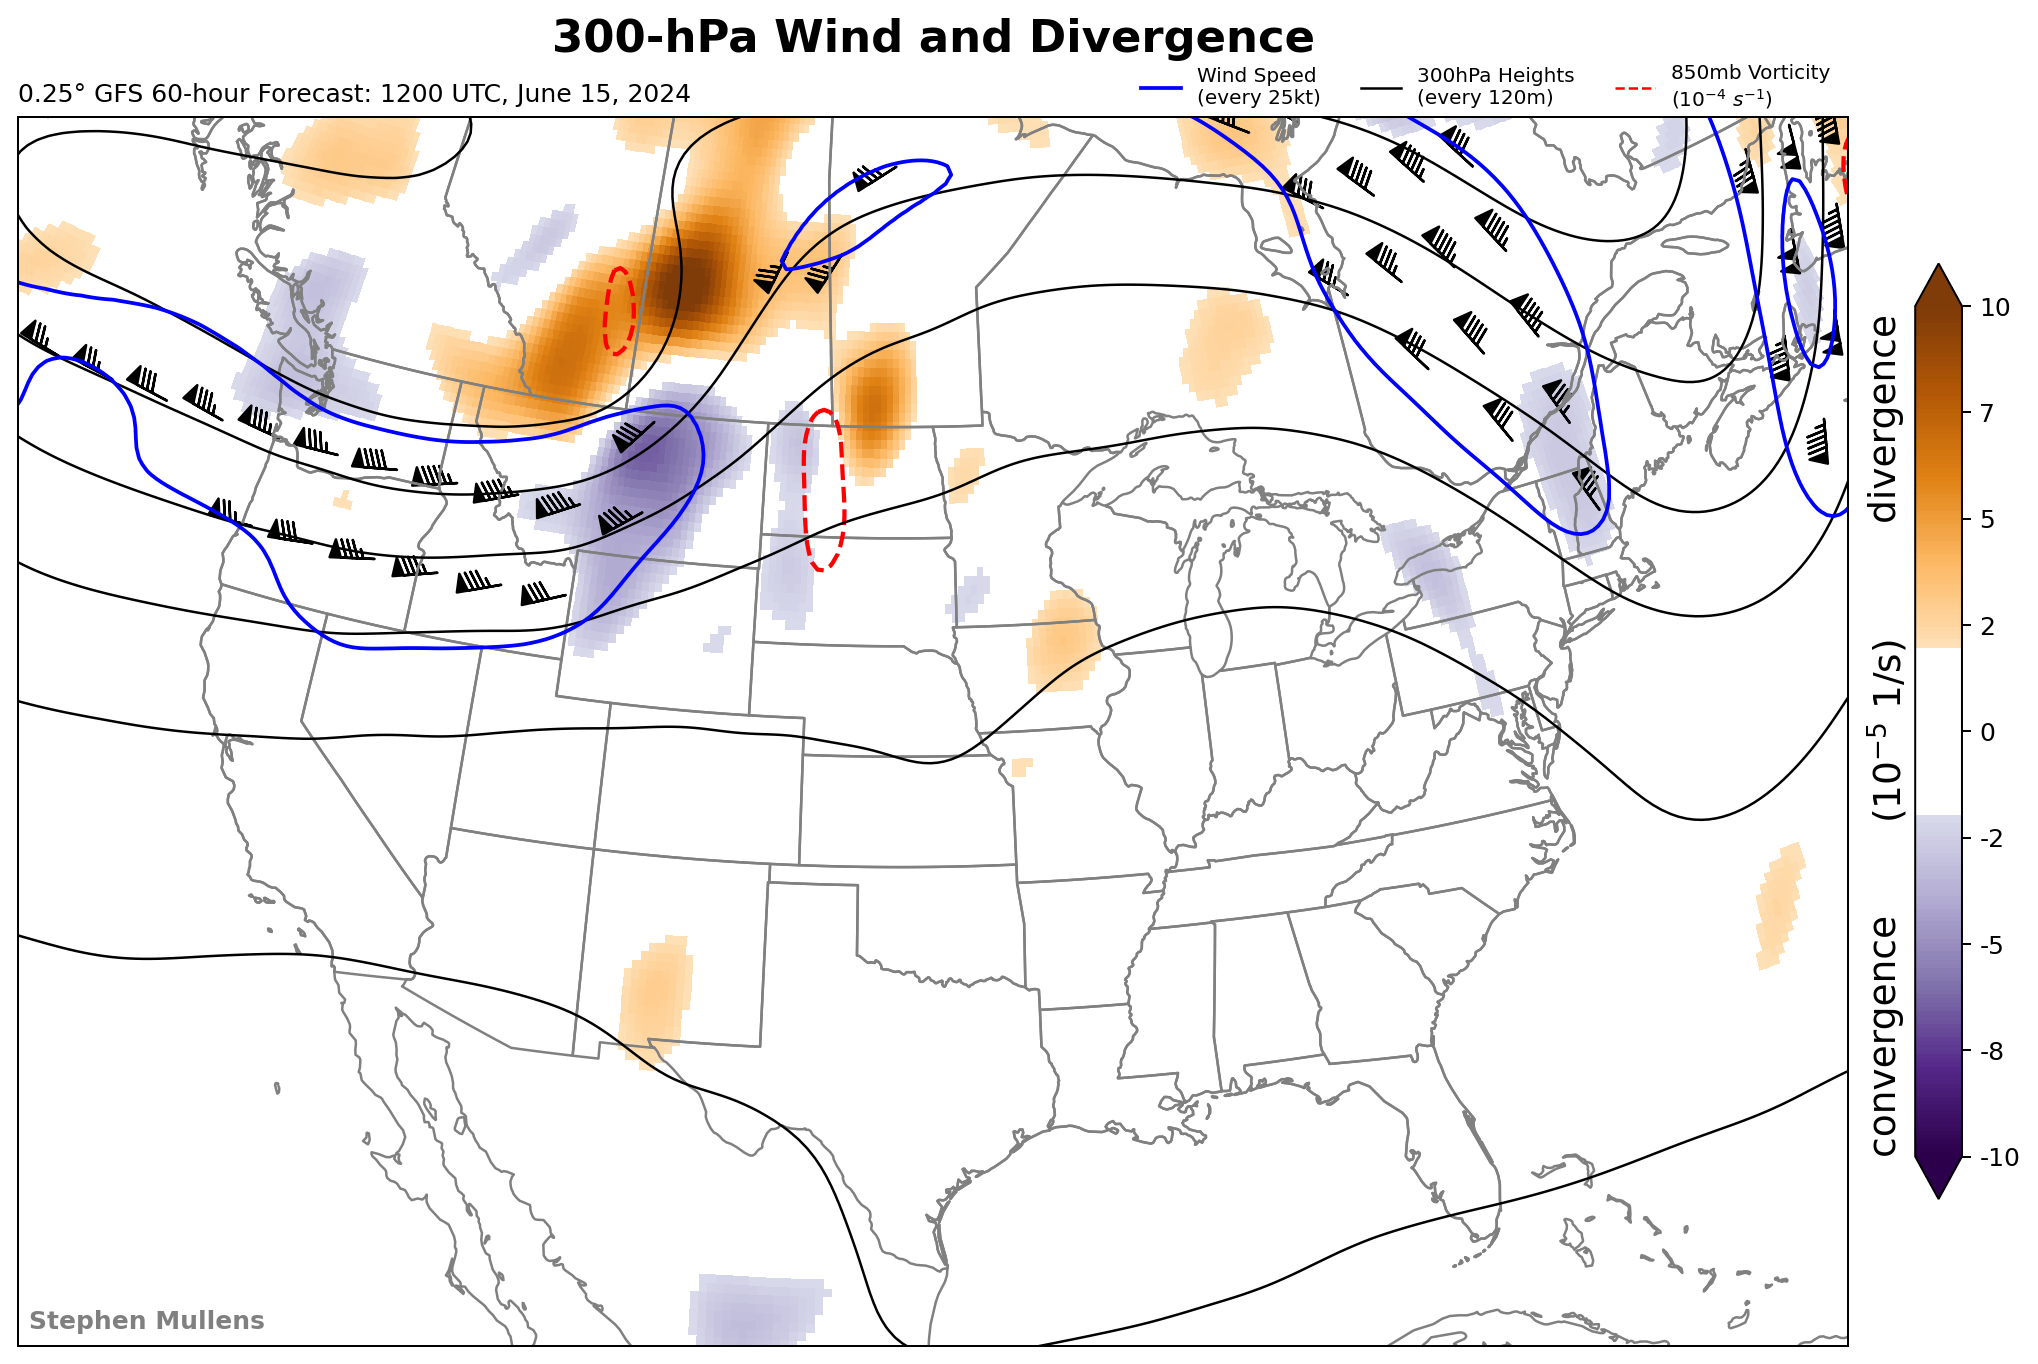 300-hPa Wind and Divergence
0.25° GFS 60-hour Forecast: 1200 UTC, June 15, 2024
Wind Speed
(every 25kt)
300hPa Heights
(every 120m)
850mb Vorticity
(10⁻⁴ s⁻¹)
10
7
5
2
0
-2
-5
-8
-10
convergence (10⁻⁵ 1/s) divergence
Stephen Mullens